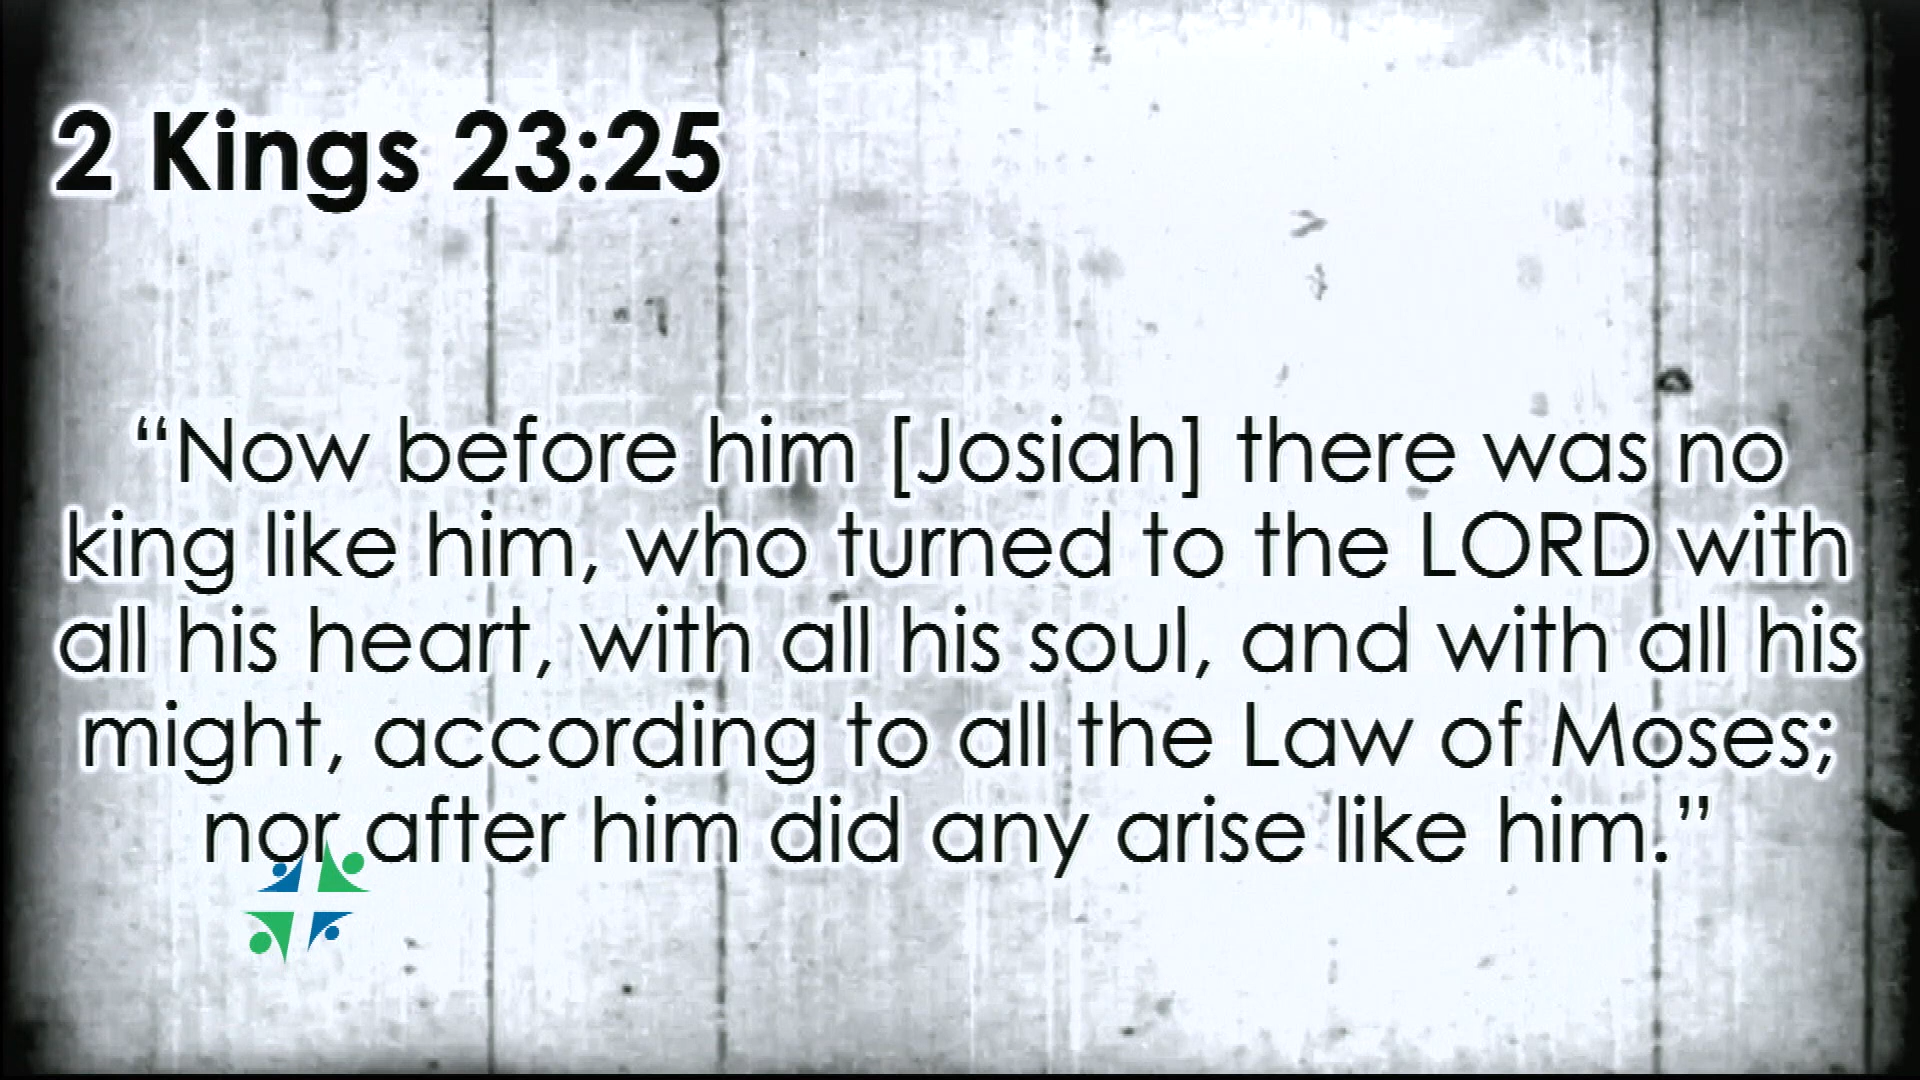 2 Kings 23:25
“Now before him [Josiah] there was no
king like him, who turned to the LORD with
all his heart, with all his soul, and with all his
might, according to all the Law of Moses;
nor after him did any arise like him.”